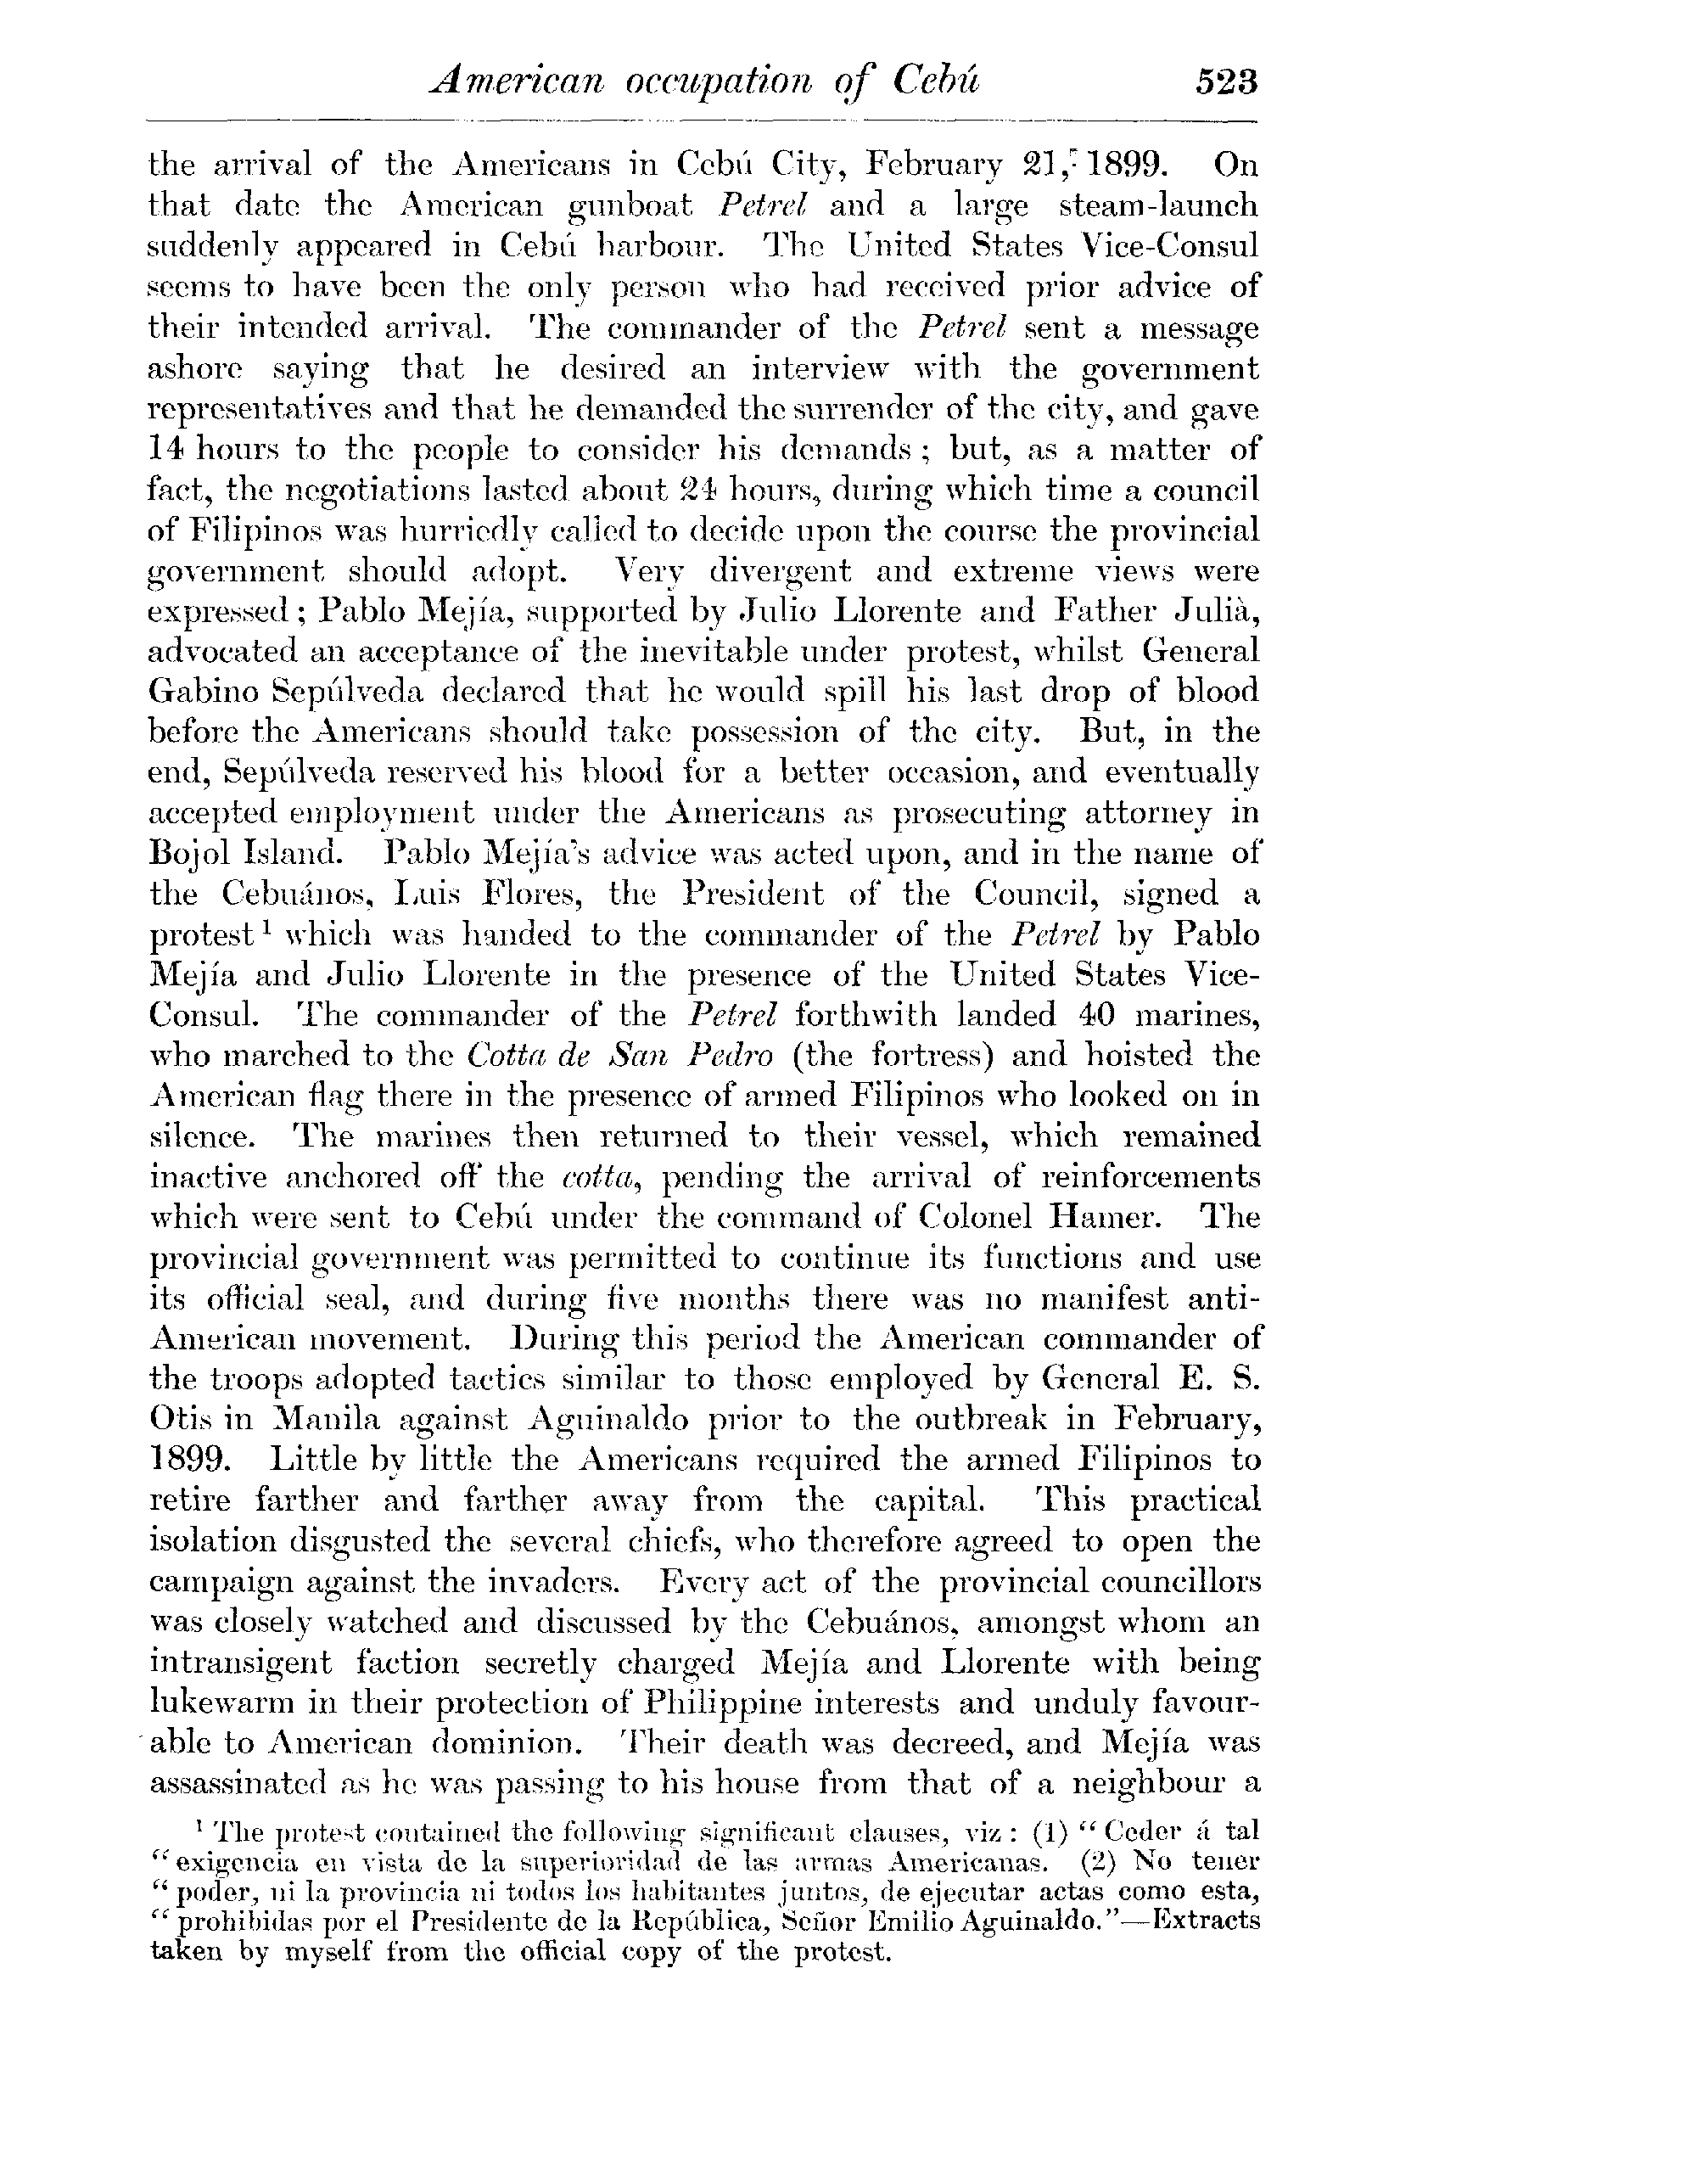 American occupation of Cebú 523
the arrival of the Americans in Cebú City, February 21, 1899. On
that date the American gunboat Petrel and a large steam-launch
suddenly appeared in Cebú harbour. The United States Vice-Consul
seems to have been the only person who had received prior advice of
their intended arrival. The commander of the Petrel sent a message
ashore saying that he desired an interview with the government
representatives and that he demanded the surrender of the city, and gave
14 hours to the people to consider his demands; but, as a matter of
fact, the negotiations lasted about 24 hours, during which time a council
of Filipinos was hurriedly called to decide upon the course the provincial
government should adopt. Very divergent and extreme views were
expressed; Pablo Mejía, supported by Julio Llorente and Father Julià,
advocated an acceptance of the inevitable under protest, whilst General
Gabino Sepúlveda declared that he would spill his last drop of blood
before the Americans should take possession of the city. But, in the
end, Sepúlveda reserved his blood for a better occasion, and eventually
accepted employment under the Americans as prosecuting attorney in
Bojol Island. Pablo Mejía's advice was acted upon, and in the name of
the Cebuános, Luis Flores, the President of the Council, signed a
protest ¹ which was handed to the commander of the Petrel by Pablo
Mejía and Julio Llorente in the presence of the United States Vice-
Consul. The commander of the Petrel forthwith landed 40 marines,
who marched to the Cotta de San Pedro (the fortress) and hoisted the
American flag there in the presence of armed Filipinos who looked on in
silence. The marines then returned to their vessel, which remained
inactive anchored off the cotta, pending the arrival of reinforcements
which were sent to Cebú under the command of Colonel Hamer. The
provincial government was permitted to continue its functions and use
its official seal, and during five months there was no manifest anti-
American movement. During this period the American commander of
the troops adopted tactics similar to those employed by General E. S.
Otis in Manila against Aguinaldo prior to the outbreak in February,
1899. Little by little the Americans required the armed Filipinos to
retire farther and farther away from the capital. This practical
isolation disgusted the several chiefs, who therefore agreed to open the
campaign against the invaders. Every act of the provincial councillors
was closely watched and discussed by the Cebuános, amongst whom an
intransigent faction secretly charged Mejía and Llorente with being
lukewarm in their protection of Philippine interests and unduly favour-
able to American dominion. Their death was decreed, and Mejía was
assassinated as he was passing to his house from that of a neighbour a
¹ The protest contained the following significant clauses, viz: (1) "Ceder á tal
"exigencia en vista de la superioridad de las armas Americanas. (2) No tener
"poder, ni la provincia ni todos los habitantes juntos, de ejecutar actas como esta,
"prohibidas por el Presidente de la República, Señor Emilio Aguinaldo."—Extracts
taken by myself from the official copy of the protest.